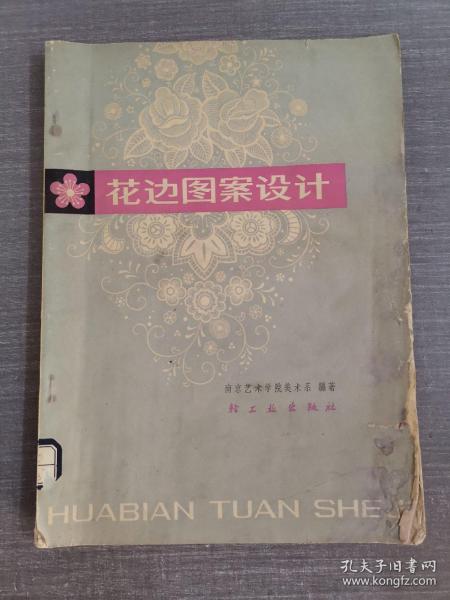 花边图案设计
南京艺术学院美术系 编著
轻工业出版社
HUABIAN TUAN SHE
孔夫子旧书网
www.kongfz.com